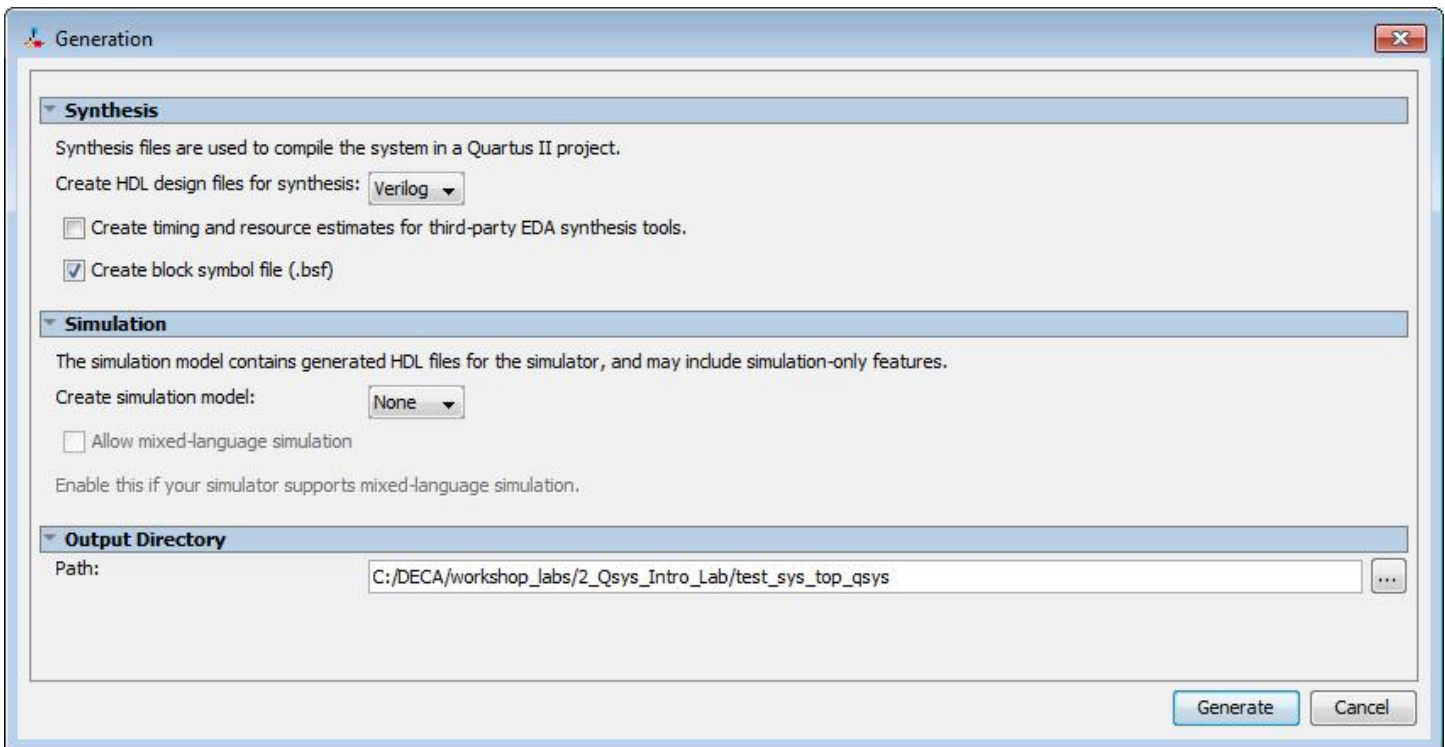 Generation
Synthesis
Synthesis files are used to compile the system in a Quartus II project.
Create HDL design files for synthesis: Verilog
Create timing and resource estimates for third-party EDA synthesis tools.
Create block symbol file (.bsf)
Simulation
The simulation model contains generated HDL files for the simulator, and may include simulation-only features.
Create simulation model: None
Allow mixed-language simulation
Enable this if your simulator supports mixed-language simulation.
Output Directory
Path: C:/DECA/workshop_labs/2_Qsys_Intro_Lab/test_sys_top_qsys ...
Generate Cancel